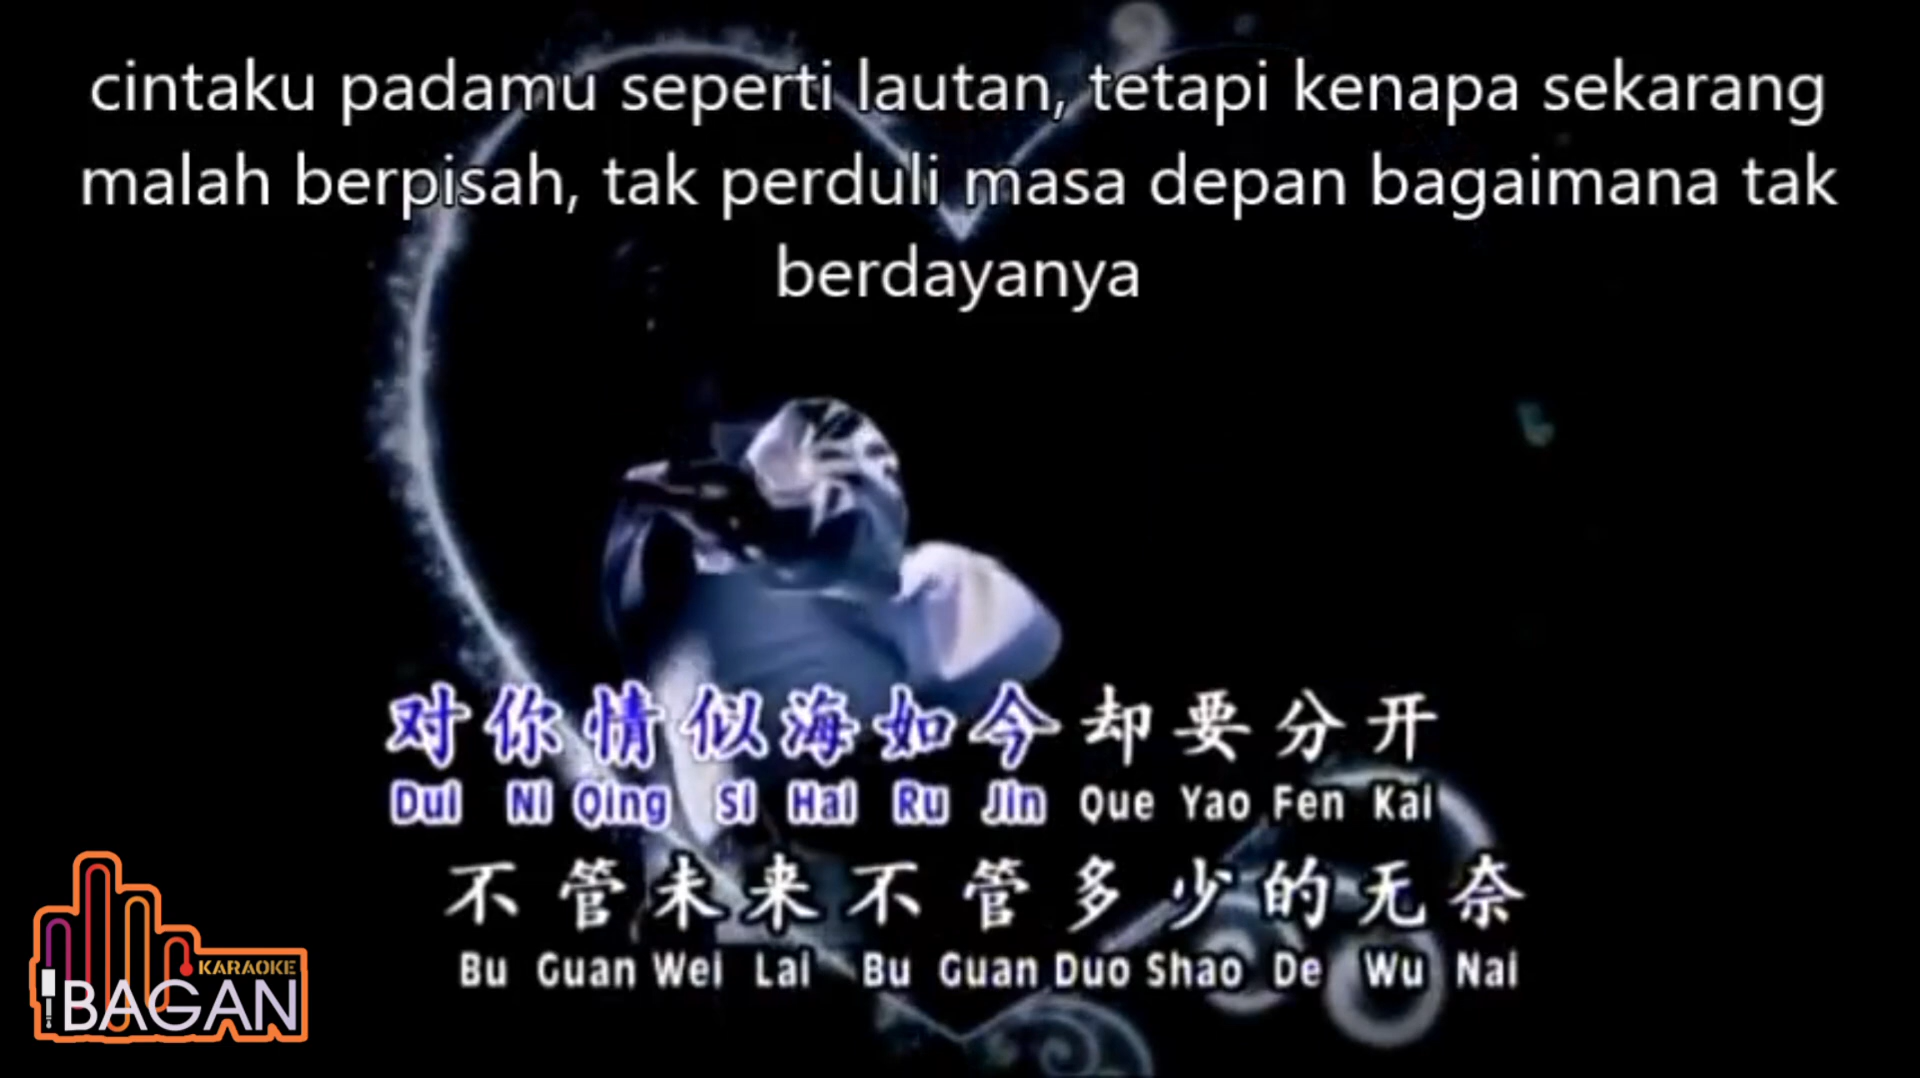 cintaku padamu seperti lautan, tetapi kenapa sekarang
malah berpisah, tak perduli masa depan bagaimana tak
berdayanya
对你情似海如今却要分开
Dui Ni Qing Si Hai Ru Jin Que Yao Fen Kai
不管未来不管多少的无奈
Bu Guan Wei Lai Bu Guan Duo Shao De Wu Nai
KARAOKE
BAGAN